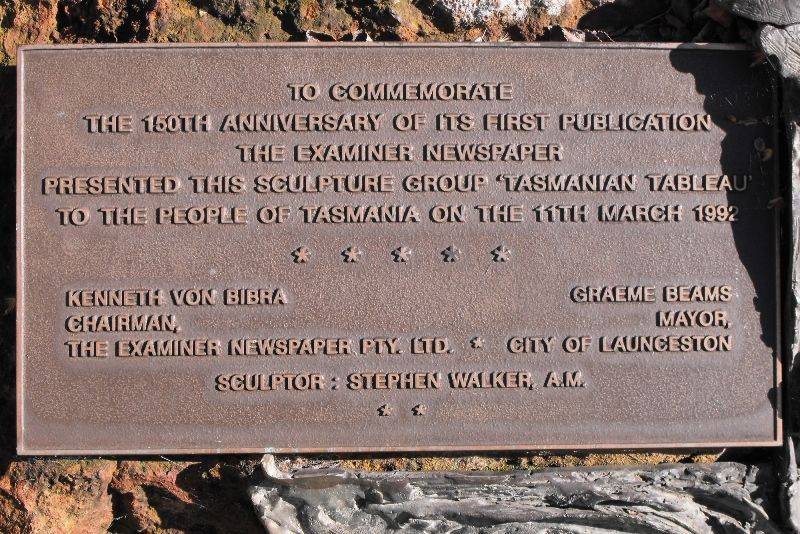 TO COMMEMORATE
THE 150TH ANNIVERSARY OF ITS FIRST PUBLICATION
THE EXAMINER NEWSPAPER
PRESENTED THIS SCULPTURE GROUP 'TASMANIAN TABLEAU'
TO THE PEOPLE OF TASMANIA ON THE 11TH MARCH 1992
* * * * *
KENNETH VON BIBRA
CHAIRMAN,
THE EXAMINER NEWSPAPER PTY. LTD. *
GRAEME BEAMS
MAYOR,
CITY OF LAUNCESTON
SCULPTOR : STEPHEN WALKER, A.M.
* *